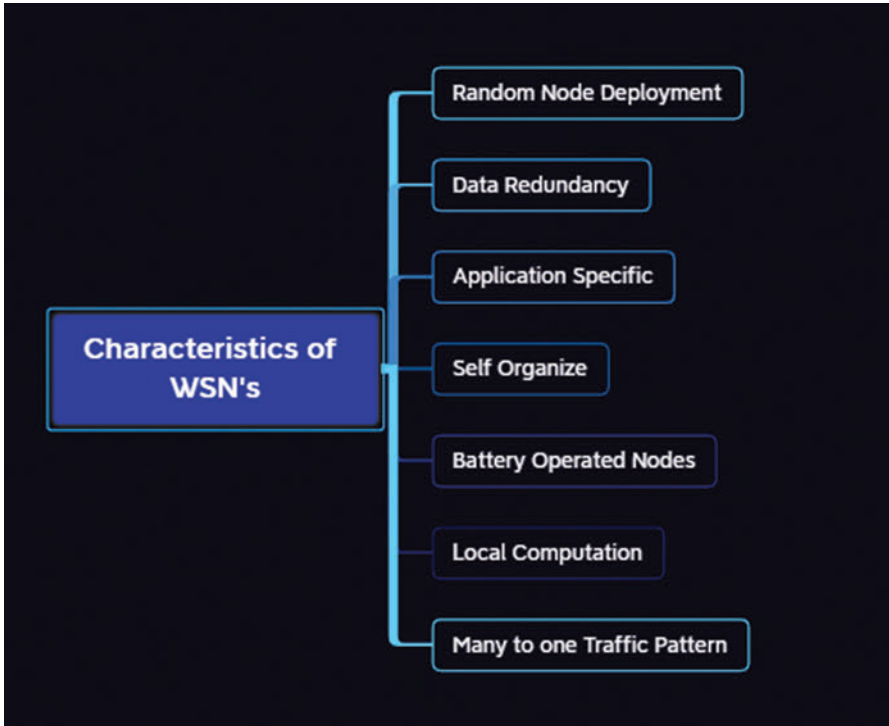 Characteristics of
WSN's
Random Node Deployment
Data Redundancy
Application Specific
Self Organize
Battery Operated Nodes
Local Computation
Many to one Traffic Pattern